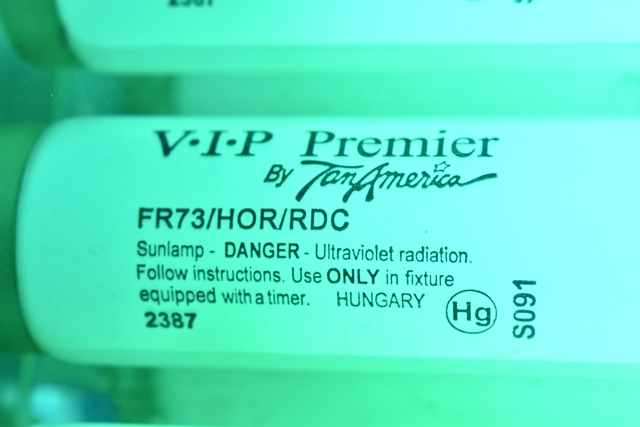 2387
V·I·P Premier
By TanAmerica
FR73/HOR/RDC
Sunlamp - DANGER - Ultraviolet radiation.
Follow instructions. Use ONLY in fixture
equipped with a timer. HUNGARY
2387
Hg
S091